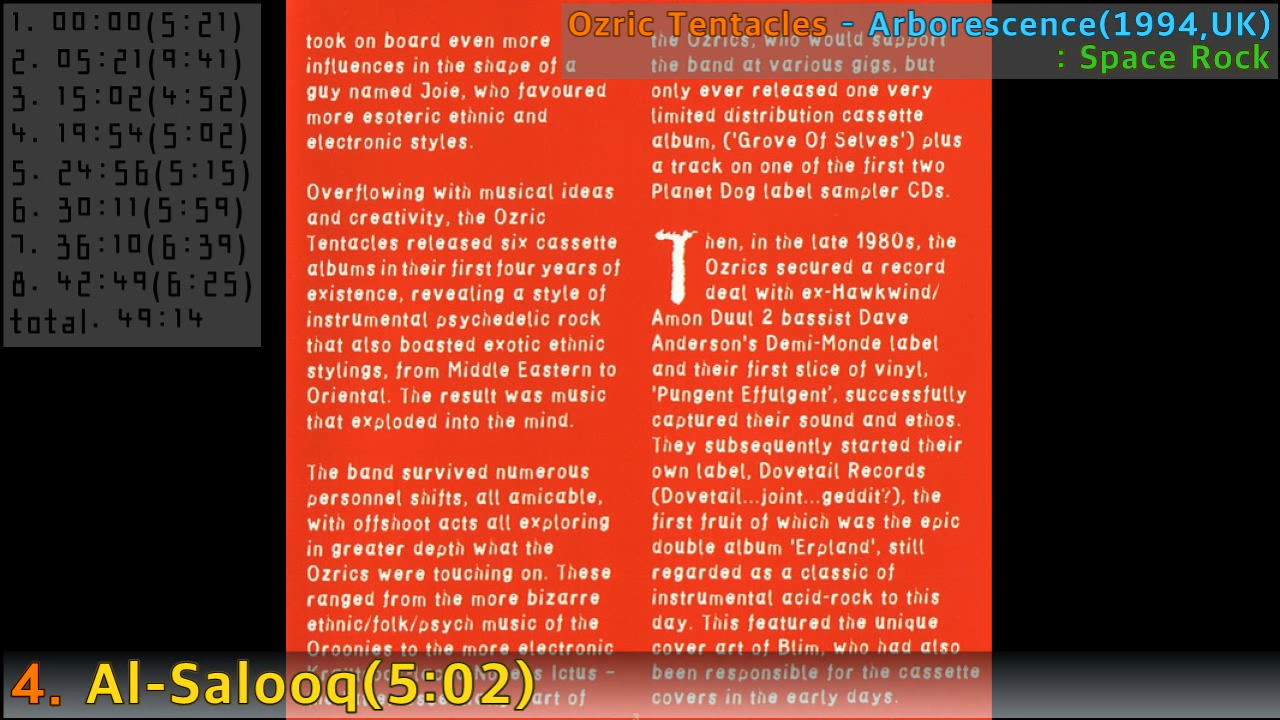 1. 00:00(5:21)
2. 05:21(9:41)
3. 15:02(4:52)
4. 19:54(5:02)
5. 24:56(5:15)
6. 30:11(5:59)
7. 36:10(6:39)
8. 42:49(6:25)
total. 49:14
Ozric Tentacles - Arborescence(1994,UK)
: Space Rock
took on board even more
influences in the shape of a
guy named Joie, who favoured
more esoteric ethnic and
electronic styles.
Overflowing with musical ideas
and creativity, the Ozric
Tentacles released six cassette
albums in their first four years of
existence, revealing a style of
instrumental psychedelic rock
that also boasted exotic ethnic
stylings, from Middle Eastern to
Oriental. The result was music
that exploded into the mind.
The band survived numerous
personnel shifts, all amicable,
with offshoot acts all exploring
in greater depth what the
Ozrics were touching on. These
ranged from the more bizarre
ethnic/folk/psych music of the
Oroonies to the more electronic
Ictus –
art of
the Ozrics, who would support
the band at various gigs, but
only ever released one very
limited distribution cassette
album, ('Grove Of Selves') plus
a track on one of the first two
Planet Dog label sampler CDs.
Then, in the late 1980s, the
Ozrics secured a record
deal with ex-Hawkwind/
Amon Duul 2 bassist Dave
Anderson's Demi-Monde label
and their first slice of vinyl,
'Pungent Effulgent', successfully
captured their sound and ethos.
They subsequently started their
own label, Dovetail Records
(Dovetail...joint...geddit?), the
first fruit of which was the epic
double album 'Erpland', still
regarded as a classic of
instrumental acid-rock to this
day. This featured the unique
cover art of Blim, who had also
been responsible for the cassette
covers in the early days.
3
4. Al-Salooq(5:02)